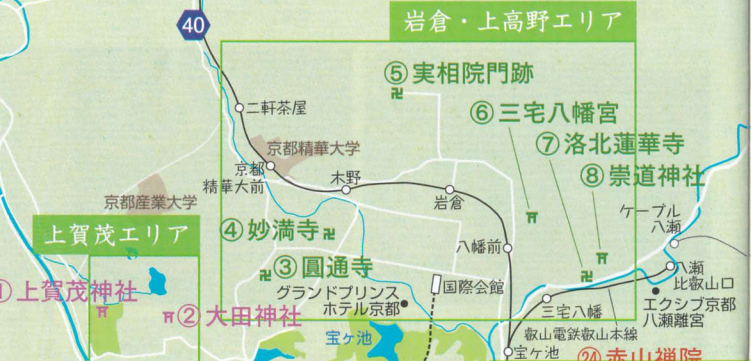 岩倉・上高野エリア
40
⑤実相院門跡
⑥三宅八幡宮
二軒茶屋
⑦洛北蓮華寺
京都精華大学
⑧崇道神社
京都
精華大前
木野
岩倉
京都産業大学
ケーブル
八瀬
上賀茂エリア
④妙満寺
八幡前
③圓通寺
八瀬
比叡山口
国際会館
①上賀茂神社
グランドプリンス
ホテル京都
エクシブ京都
八瀬離宮
②大田神社
三宅八幡
叡山電鉄叡山本線
宝ヶ池
宝ヶ池
㉔赤山禅院